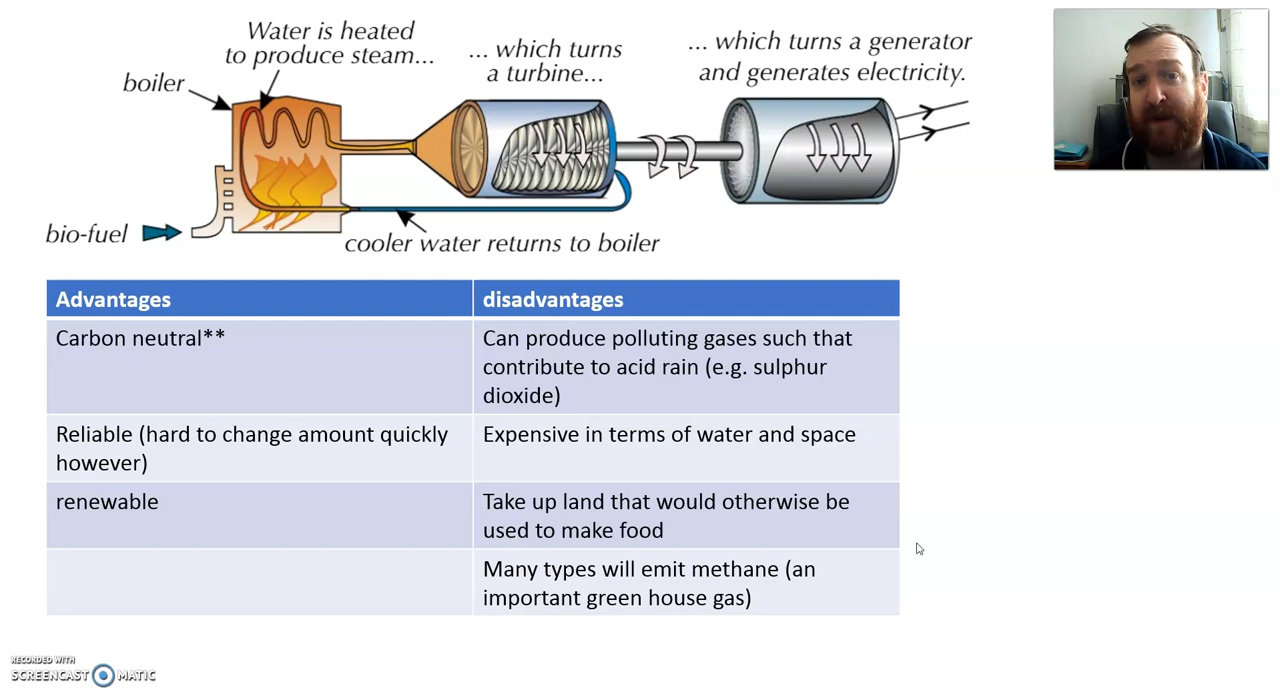 Water is heated
to produce steam...
... which turns
a turbine...
... which turns a generator
and generates electricity.
boiler
bio-fuel
cooler water returns to boiler
Advantages
disadvantages
Carbon neutral**
Can produce polluting gases such that
contribute to acid rain (e.g. sulphur
dioxide)
Reliable (hard to change amount quickly
however)
Expensive in terms of water and space
renewable
Take up land that would otherwise be
used to make food
Many types will emit methane (an
important green house gas)
RECORDED WITH
SCREENCAST MATIC